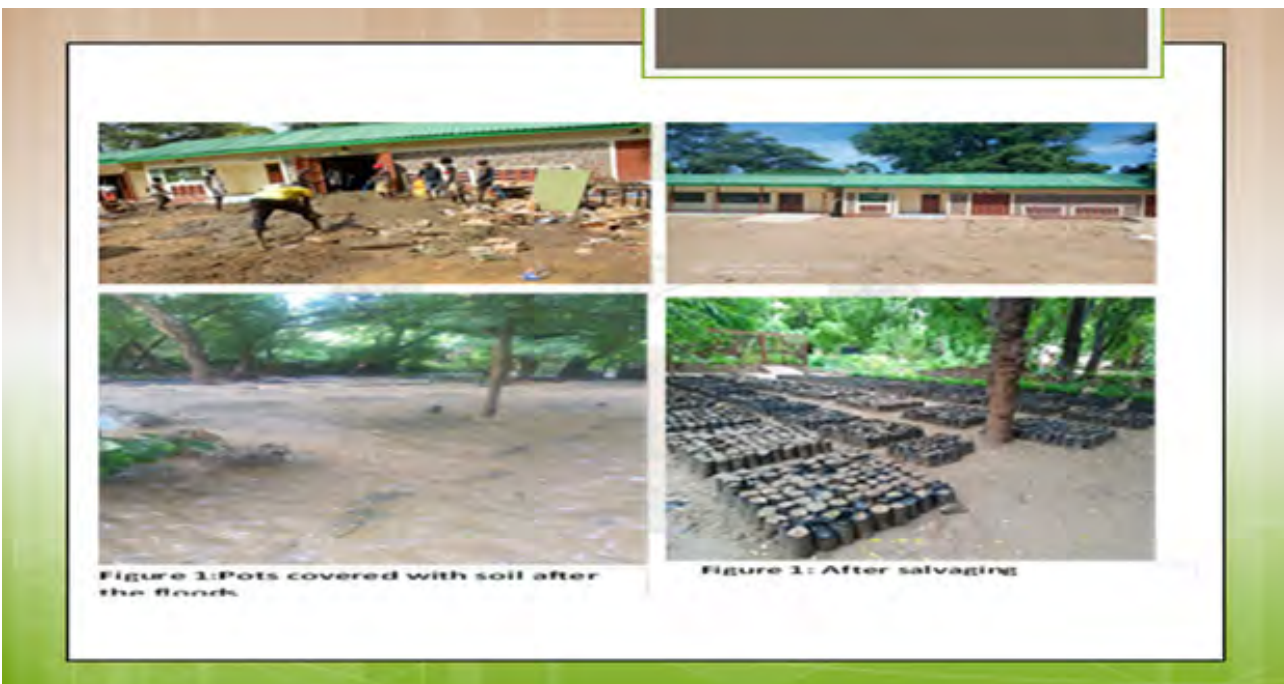 Figure 1:Pots covered with soil after
the floods
Figure 1: After salvaging